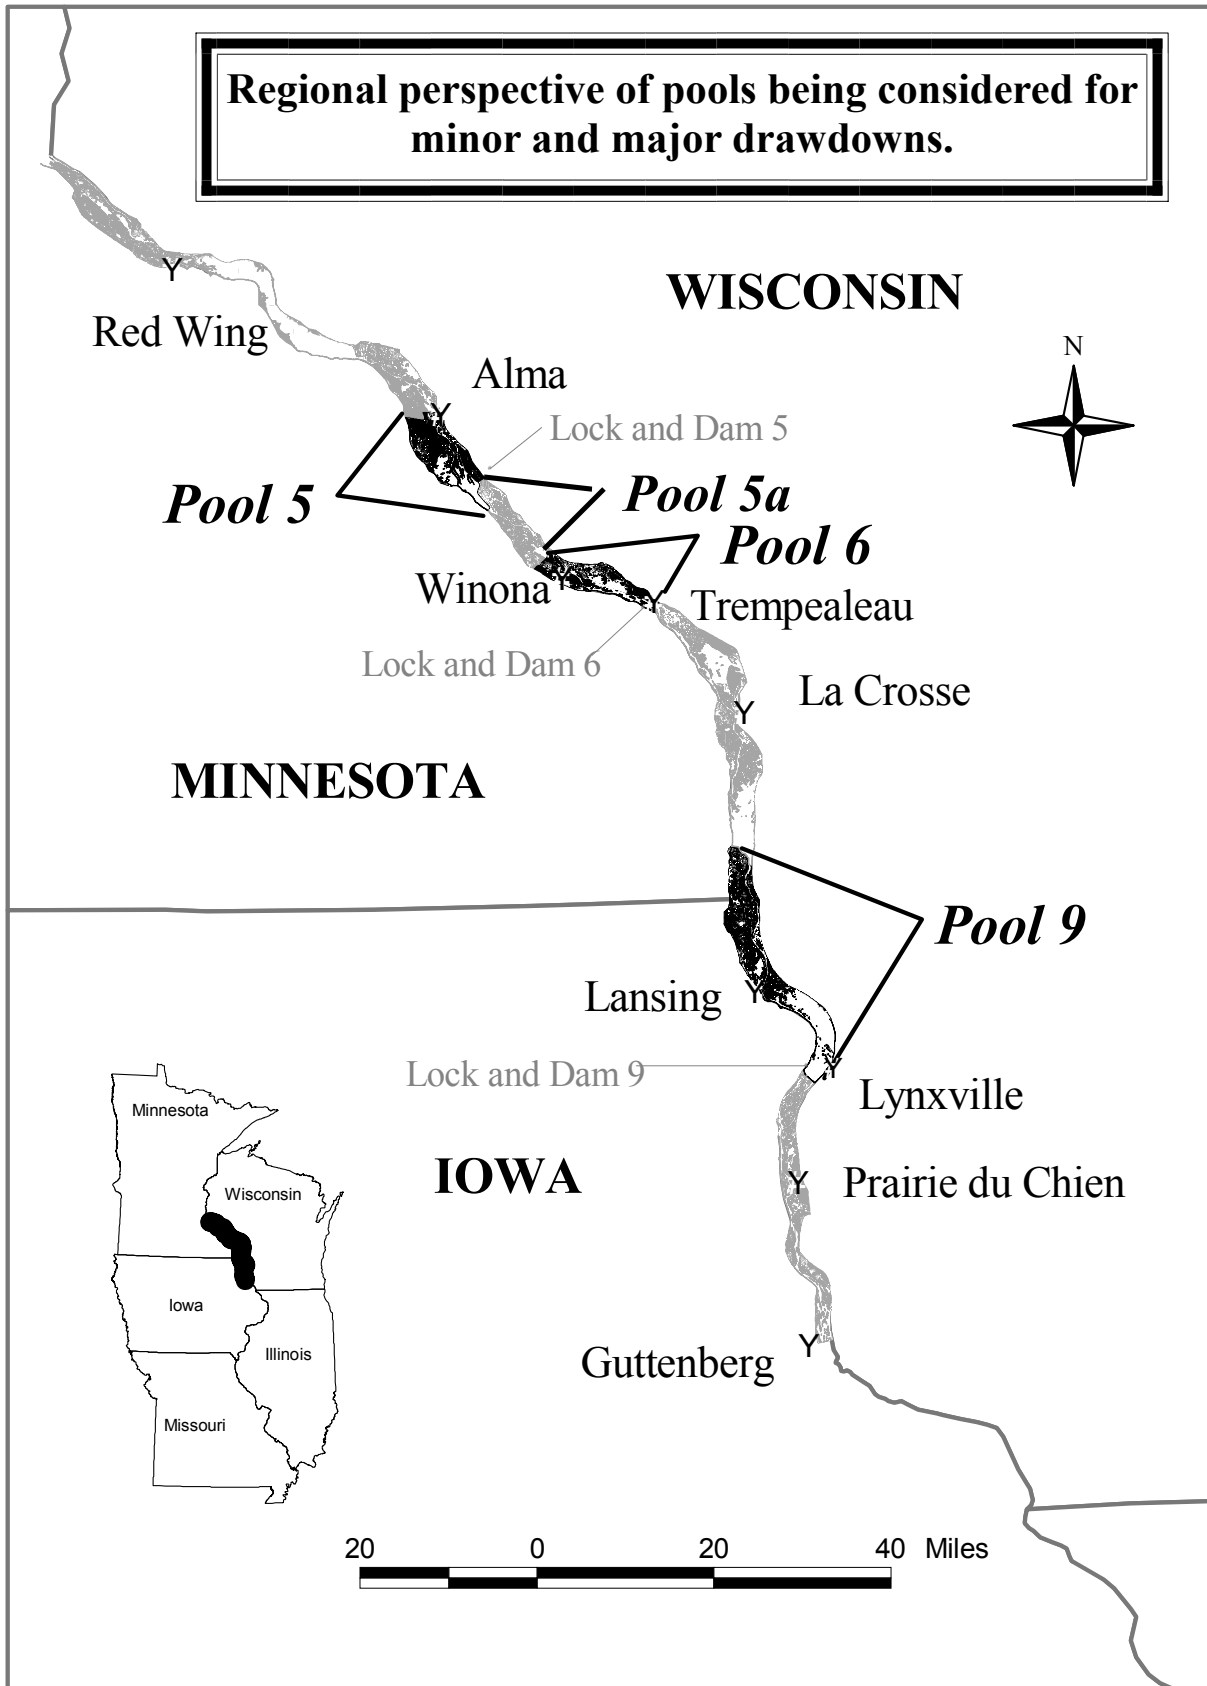 Regional perspective of pools being considered for
minor and major drawdowns.
WISCONSIN
Red Wing
N
Alma
Lock and Dam 5
Pool 5
Pool 5a
Pool 6
Winona
Trempealeau
Lock and Dam 6
La Crosse
MINNESOTA
Pool 9
Lansing
Lock and Dam 9
Lynxville
IOWA
Prairie du Chien
Guttenberg
Minnesota
Wisconsin
Iowa
Illinois
Missouri
20 0 20 40 Miles
Y
Y
Y
Y
Y
Y
Y
Y
Y